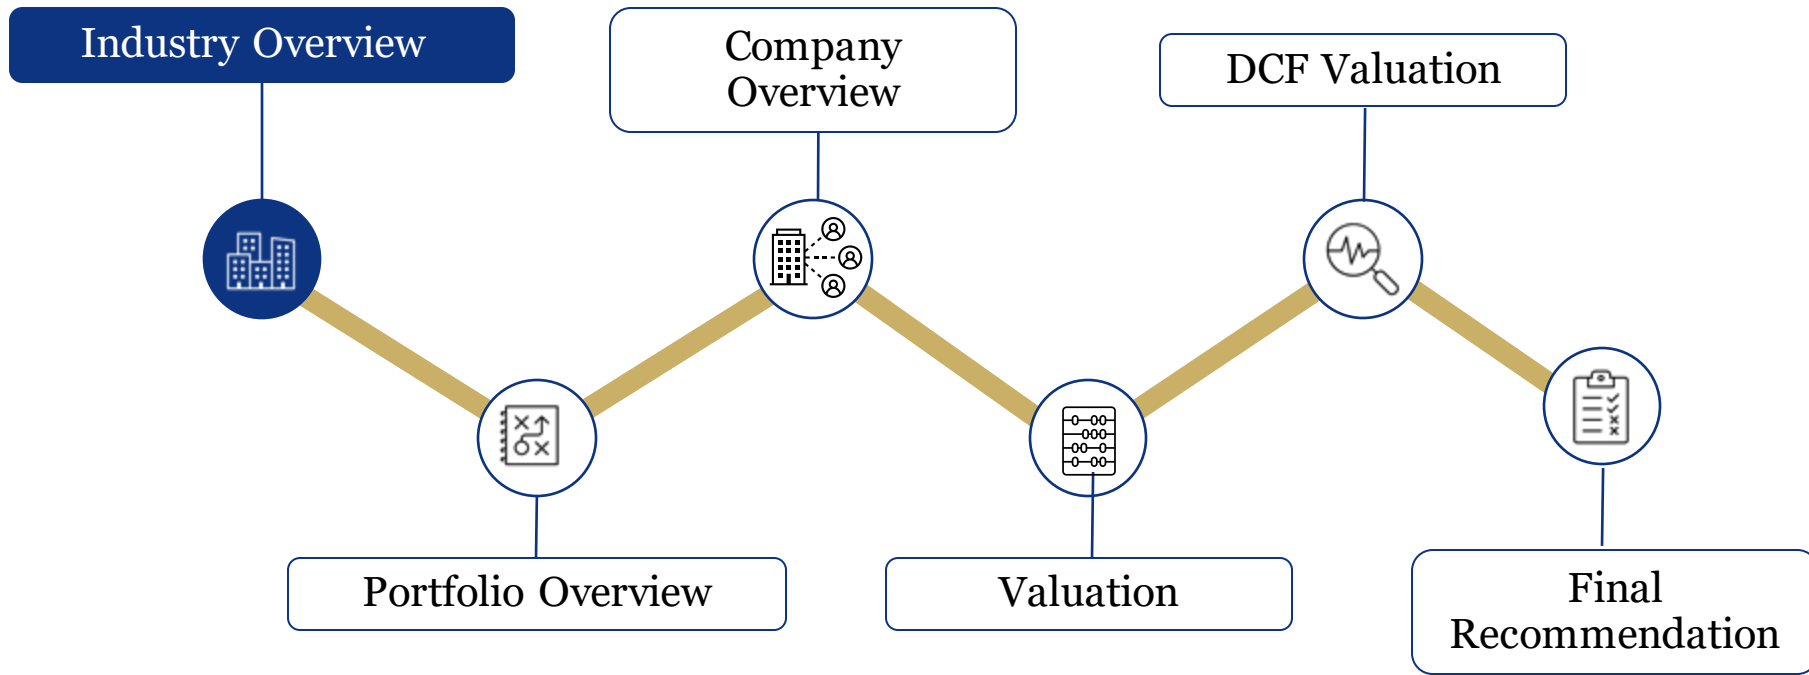 Industry Overview
Company
Overview
DCF Valuation
Portfolio Overview
Valuation
Final
Recommendation